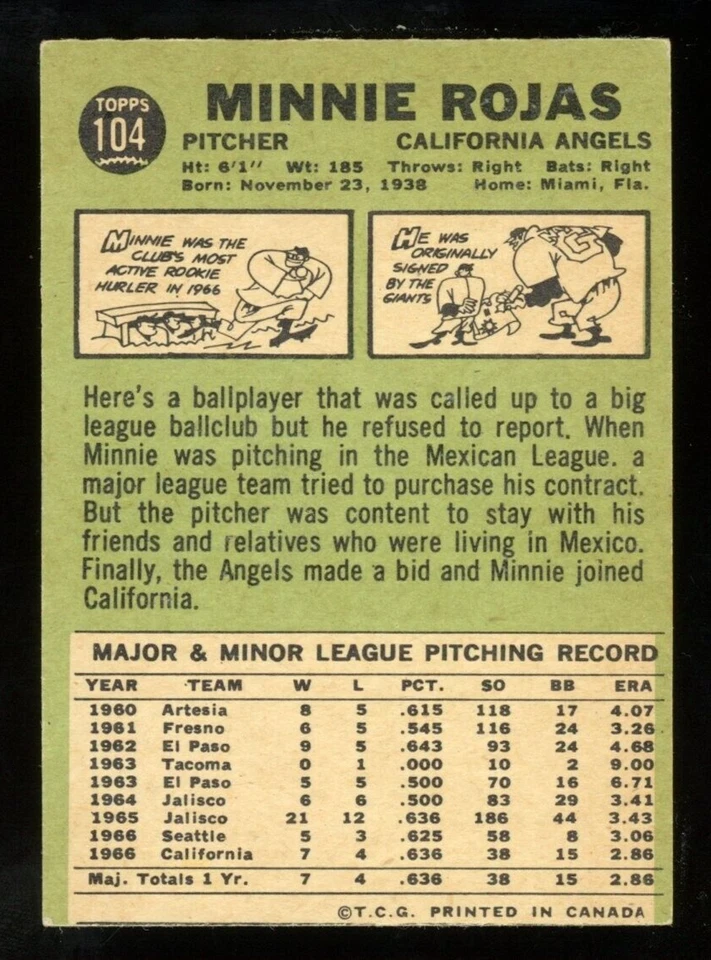 TOPPS
104
MINNIE ROJAS
PITCHER CALIFORNIA ANGELS
Ht: 6'1'' Wt: 185 Throws: Right Bats: Right
Born: November 23, 1938 Home: Miami, Fla.
MINNIE WAS THE
CLUB'S MOST
ACTIVE ROOKIE
HURLER IN 1966
HE WAS
ORIGINALLY
SIGNED
BY THE
GIANTS
G
Here's a ballplayer that was called up to a big
league ballclub but he refused to report. When
Minnie was pitching in the Mexican League. a
major league team tried to purchase his contract.
But the pitcher was content to stay with his
friends and relatives who were living in Mexico.
Finally, the Angels made a bid and Minnie joined
California.
MAJOR & MINOR LEAGUE PITCHING RECORD
YEAR TEAM W L PCT. SO BB ERA
1960 Artesia 8 5 .615 118 17 4.07
1961 Fresno 6 5 .545 116 24 3.26
1962 El Paso 9 5 .643 93 24 4.68
1963 Tacoma 0 1 .000 10 2 9.00
1963 El Paso 5 5 .500 70 16 6.71
1964 Jalisco 6 6 .500 83 29 3.41
1965 Jalisco 21 12 .636 186 44 3.43
1966 Seattle 5 3 .625 58 8 3.06
1966 California 7 4 .636 38 15 2.86
Maj. Totals 1 Yr. 7 4 .636 38 15 2.86
©T.C.G. PRINTED IN CANADA